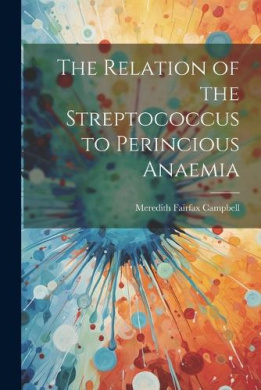 The Relation of
the
Streptococcus
to Perincious
Anaemia
Meredith Fairfax Campbell